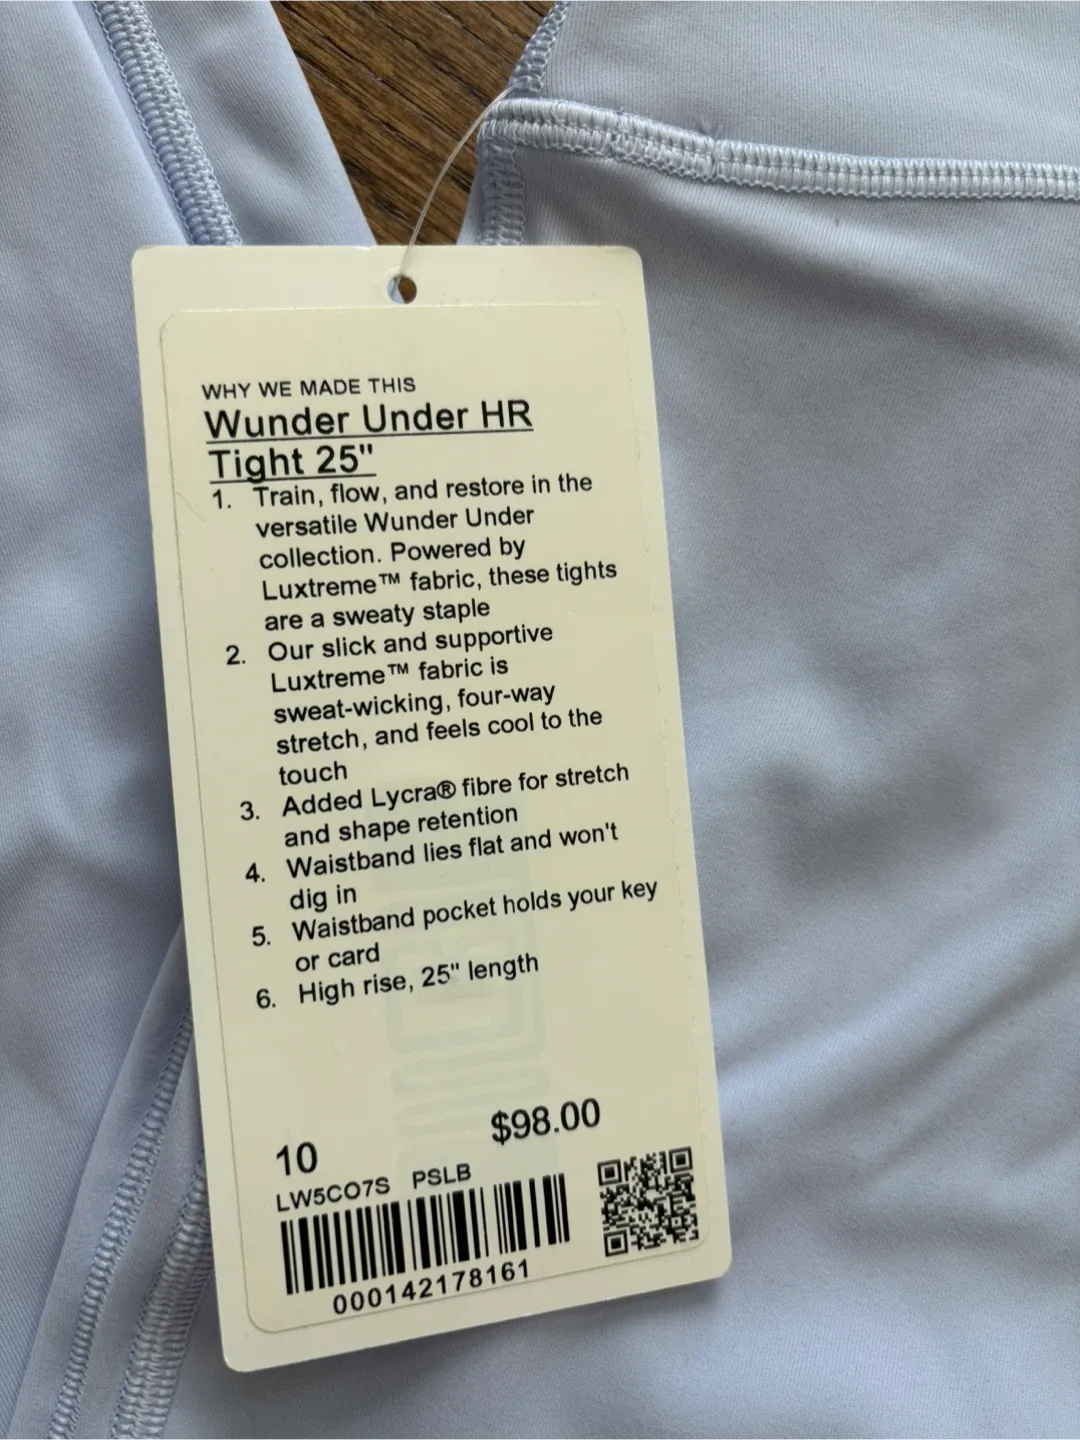 WHY WE MADE THIS
Wunder Under HR
Tight 25"
1. Train, flow, and restore in the
versatile Wunder Under
collection. Powered by
Luxtreme™ fabric, these tights
are a sweaty staple
2. Our slick and supportive
Luxtreme™ fabric is
sweat-wicking, four-way
stretch, and feels cool to the
touch
3. Added Lycra® fibre for stretch
and shape retention
4. Waistband lies flat and won't
dig in
5. Waistband pocket holds your key
or card
6. High rise, 25" length
10 $98.00
LW5CO7S PSLB
000142178161